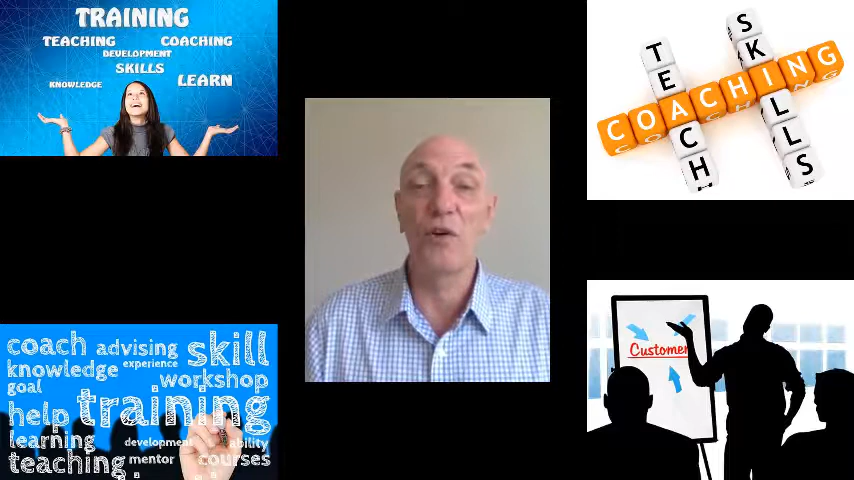 TRAINING
TEACHING COACHING
DEVELOPMENT
SKILLS
KNOWLEDGE LEARN
SKILLS
TEACH
COACHING
coach advising skill
knowledge experience
goal workshop
help training
learning development ability
teaching mentor courses
Customer